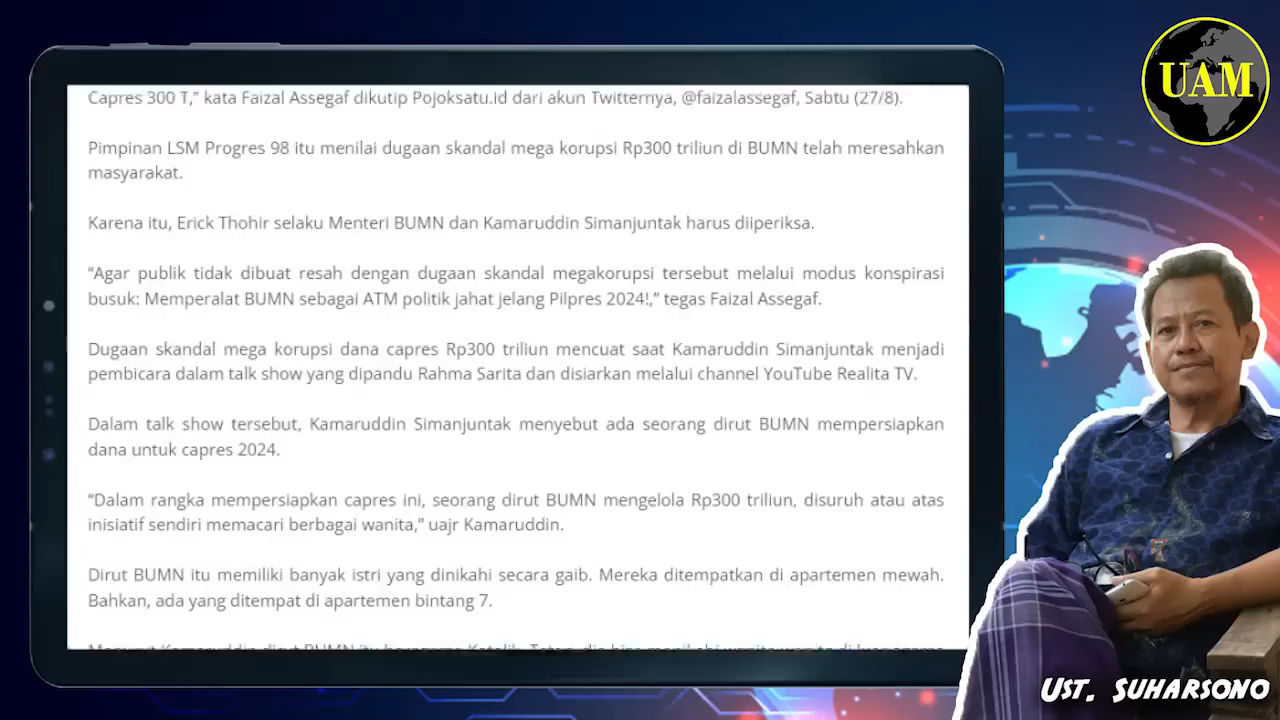 UAM
Capres 300 T,” kata Faizal Assegaf dikutip Pojoksatu.id dari akun Twitternya, @faizalassegaf, Sabtu (27/8).
Pimpinan LSM Progres 98 itu menilai dugaan skandal mega korupsi Rp300 triliun di BUMN telah meresahkan
masyarakat.
Karena itu, Erick Thohir selaku Menteri BUMN dan Kamaruddin Simanjuntak harus diiperiksa.
“Agar publik tidak dibuat resah dengan dugaan skandal megakorupsi tersebut melalui modus konspirasi
busuk: Memperalat BUMN sebagai ATM politik jahat jelang Pilpres 2024!,” tegas Faizal Assegaf.
Dugaan skandal mega korupsi dana capres Rp300 triliun mencuat saat Kamaruddin Simanjuntak menjadi
pembicara dalam talk show yang dipandu Rahma Sarita dan disiarkan melalui channel YouTube Realita TV.
Dalam talk show tersebut, Kamaruddin Simanjuntak menyebut ada seorang dirut BUMN mempersiapkan
dana untuk capres 2024.
“Dalam rangka mempersiapkan capres ini, seorang dirut BUMN mengelola Rp300 triliun, disuruh atau atas
inisiatif sendiri memacari berbagai wanita,” uajr Kamaruddin.
Dirut BUMN itu memiliki banyak istri yang dinikahi secara gaib. Mereka ditempatkan di apartemen mewah.
Bahkan, ada yang ditempat di apartemen bintang 7.
UST. SUHARSONO